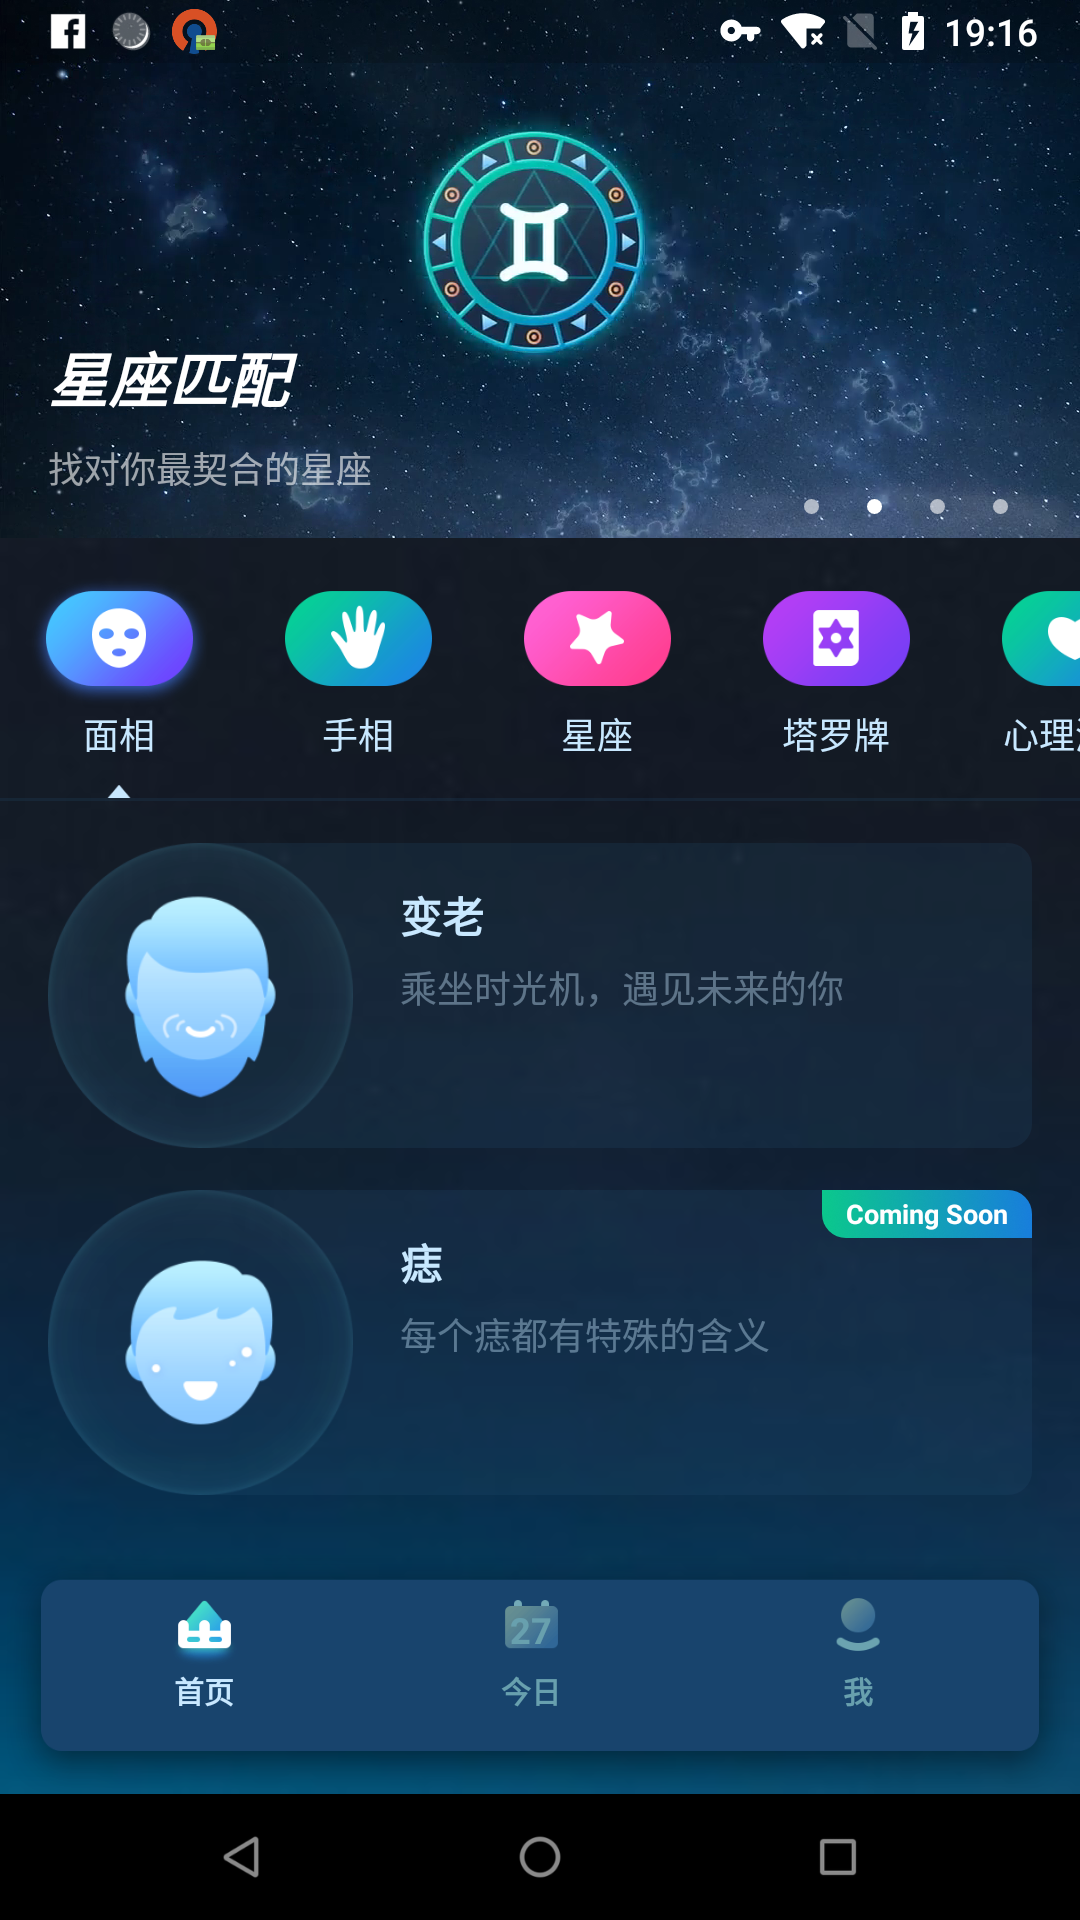 19:16
星座匹配
找对你最契合的星座
面相
手相
星座
塔罗牌
心理
变老
乘坐时光机，遇见未来的你
Coming Soon
痣
每个痣都有特殊的含义
27
首页
今日
我